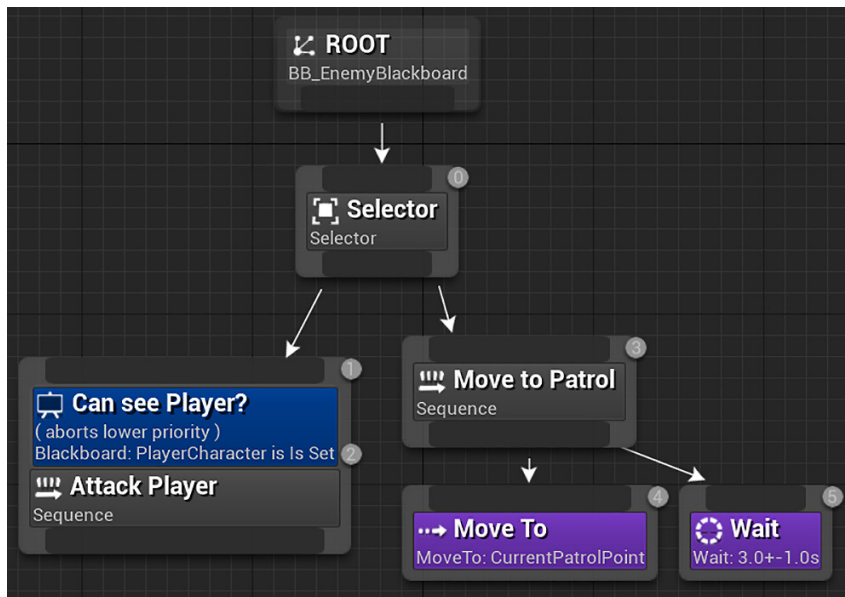 ROOT
BB_EnemyBlackboard
0
Selector
Selector
1
Can see Player?
( aborts lower priority )
Blackboard: PlayerCharacter is Is Set
2
Attack Player
Sequence
3
Move to Patrol
Sequence
4
Move To
MoveTo: CurrentPatrolPoint
5
Wait
Wait: 3.0+-1.0s